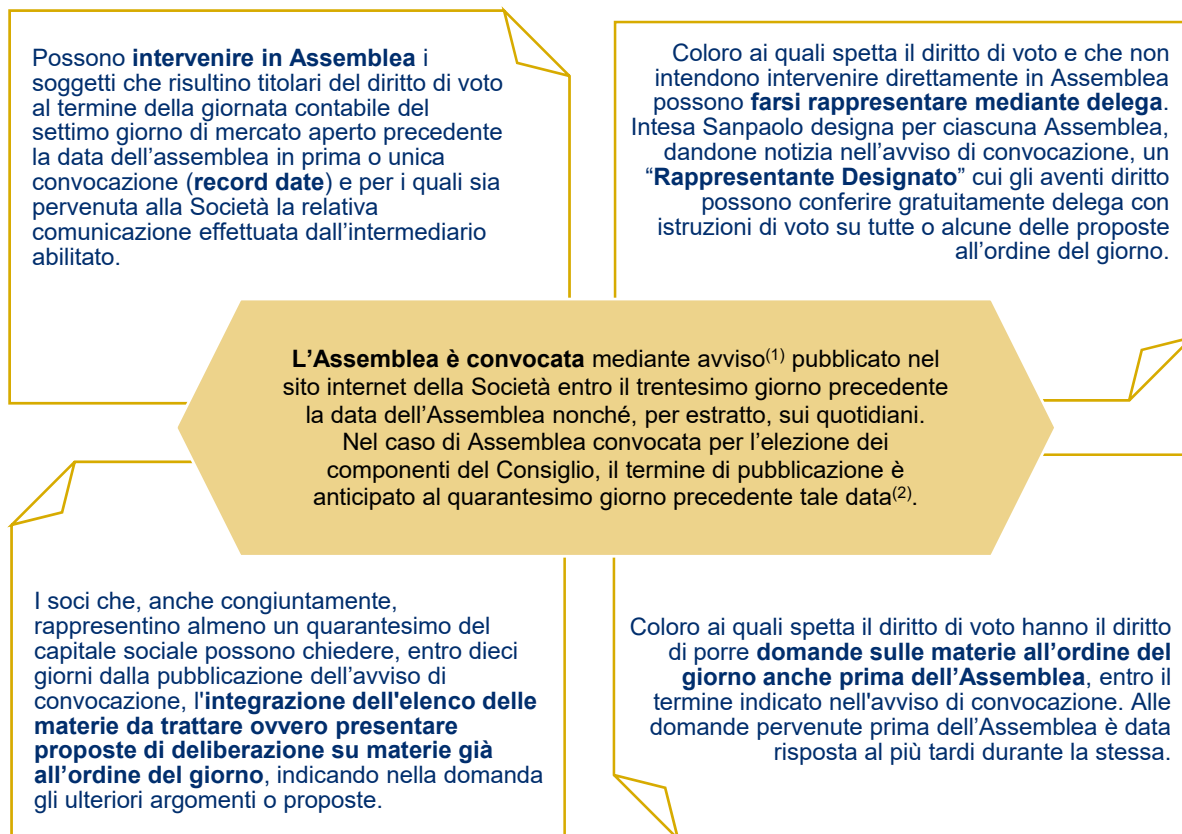 Possono intervenire in Assemblea i
soggetti che risultino titolari del diritto di voto
al termine della giornata contabile del
settimo giorno di mercato aperto precedente
la data dell’assemblea in prima o unica
convocazione (record date) e per i quali sia
pervenuta alla Società la relativa
comunicazione effettuata dall’intermediario
abilitato.
Coloro ai quali spetta il diritto di voto e che non
intendono intervenire direttamente in Assemblea
possono farsi rappresentare mediante delega.
Intesa Sanpaolo designa per ciascuna Assemblea,
dandone notizia nell’avviso di convocazione, un
“Rappresentante Designato” cui gli aventi diritto
possono conferire gratuitamente delega con
istruzioni di voto su tutte o alcune delle proposte
all’ordine del giorno.
L’Assemblea è convocata mediante avviso(1) pubblicato nel
sito internet della Società entro il trentesimo giorno precedente
la data dell’Assemblea nonché, per estratto, sui quotidiani.
Nel caso di Assemblea convocata per l’elezione dei
componenti del Consiglio, il termine di pubblicazione è
anticipato al quarantesimo giorno precedente tale data(2).
I soci che, anche congiuntamente,
rappresentino almeno un quarantesimo del
capitale sociale possono chiedere, entro dieci
giorni dalla pubblicazione dell’avviso di
convocazione, l'integrazione dell'elenco delle
materie da trattare ovvero presentare
proposte di deliberazione su materie già
all’ordine del giorno, indicando nella domanda
gli ulteriori argomenti o proposte.
Coloro ai quali spetta il diritto di voto hanno il diritto
di porre domande sulle materie all’ordine del
giorno anche prima dell’Assemblea, entro il
termine indicato nell'avviso di convocazione. Alle
domande pervenute prima dell’Assemblea è data
risposta al più tardi durante la stessa.